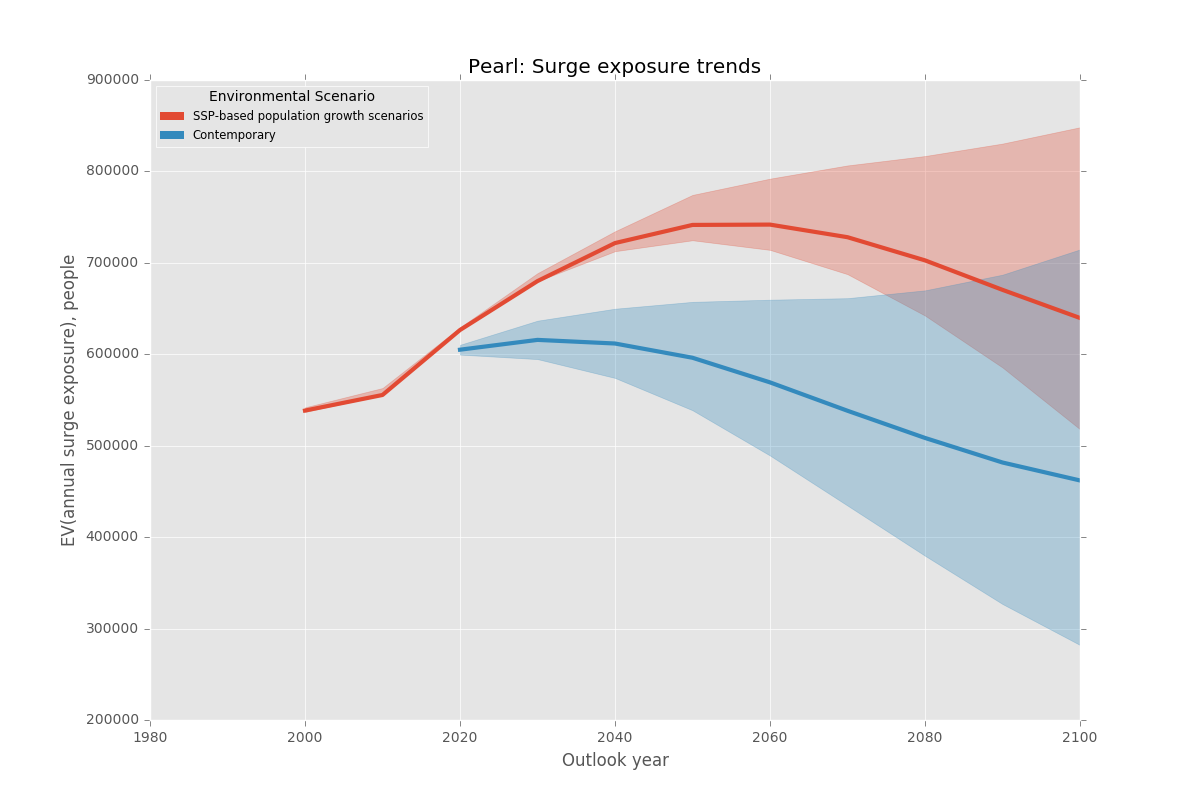 Pearl: Surge exposure trends
900000
800000
700000
600000
500000
400000
300000
200000
EV(annual surge exposure), people
Environmental Scenario
SSP-based population growth scenarios
Contemporary
1980 2000 2020 2040 2060 2080 2100
Outlook year